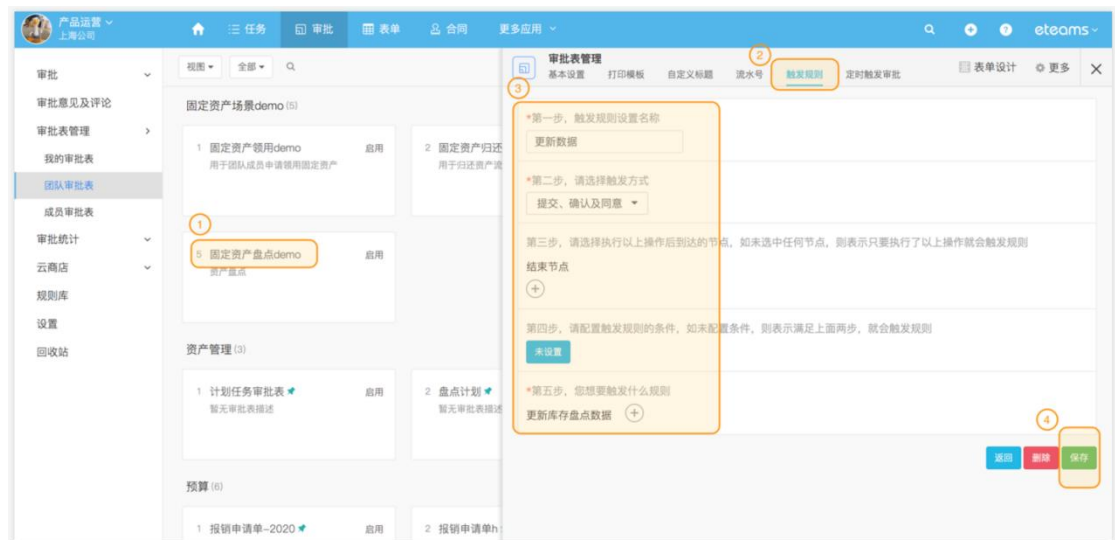 产品运营
上海公司
任务
审批
表单
合同
更多应用
eteams
审批
审批意见及评论
审批表管理
我的审批表
团队审批表
成员审批表
审批统计
云商店
规则库
设置
回收站
视图
全部
固定资产场景demo (5)
1 固定资产领用demo 启用
用于团队成员申请领用固定资产
2 固定资产归还
用于归还资产流
①
5 固定资产盘点demo 启用
资产盘点
资产管理 (3)
1 计划任务审批表 启用
暂无审批表描述
2 盘点计划
暂无审批表描述
预算 (6)
1 报销申请单-2020 启用
2 报销申请单h
审批表管理
②
基本设置 打印模板 自定义标题 流水号 触发规则 定时触发审批 表单设计 更多
③
*第一步，触发规则设置名称
更新数据
*第二步，请选择触发方式
提交、确认及同意
第三步，请选择执行以上操作后到达的节点，如未选中任何节点，则表示只要执行了以上操作就会触发规则
结束节点
第四步，请配置触发规则的条件，如未配置条件，则表示满足上面两步，就会触发规则
未设置
*第五步，您想要触发什么规则
更新库存盘点数据
④
返回 删除 保存